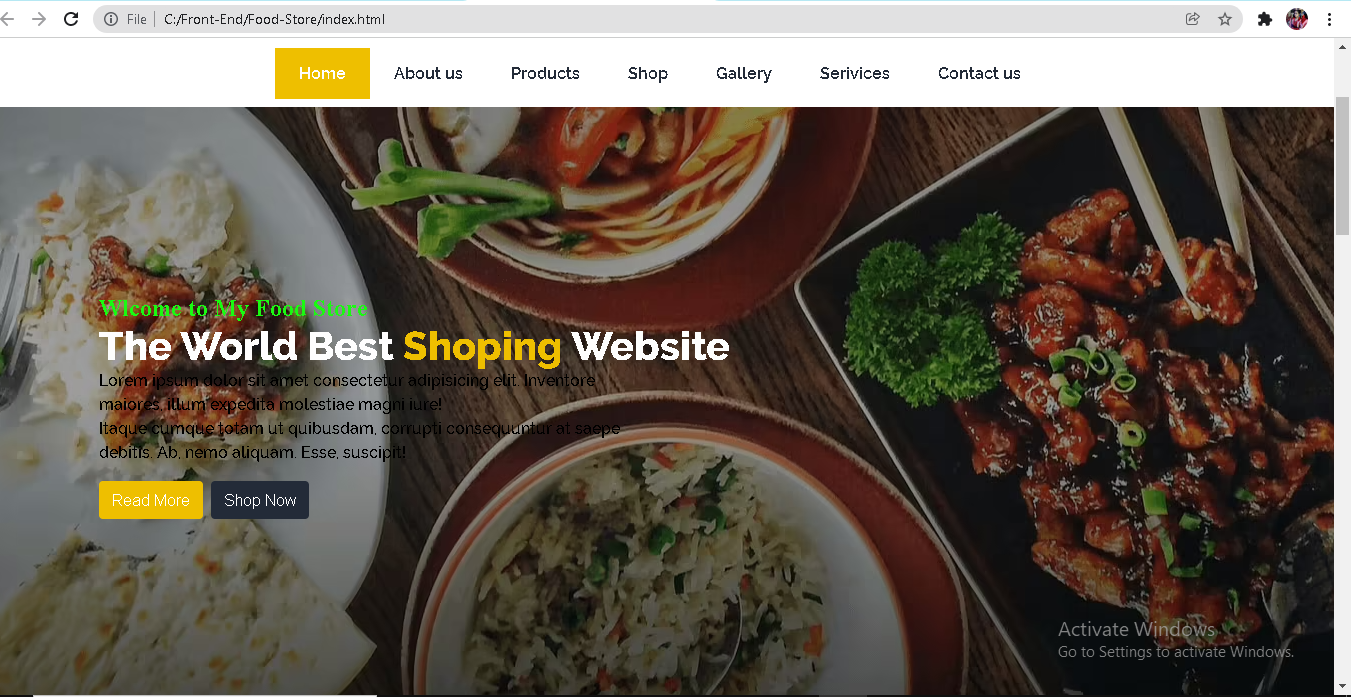 File C:/Front-End/Food-Store/index.html
Home About us Products Shop Gallery Serivices Contact us
Wlcome to My Food Store
The World Best Shoping Website
Lorem ipsum dolor sit amet consectetur adipisicing elit. Inventore
maiores, illum expedita molestiae magni iure!
Itaque cumque totam ut quibusdam, corrupti consequuntur at saepe
debitis. Ab, nemo aliquam. Esse, suscipit!
Read More Shop Now
Activate Windows
Go to Settings to activate Windows.